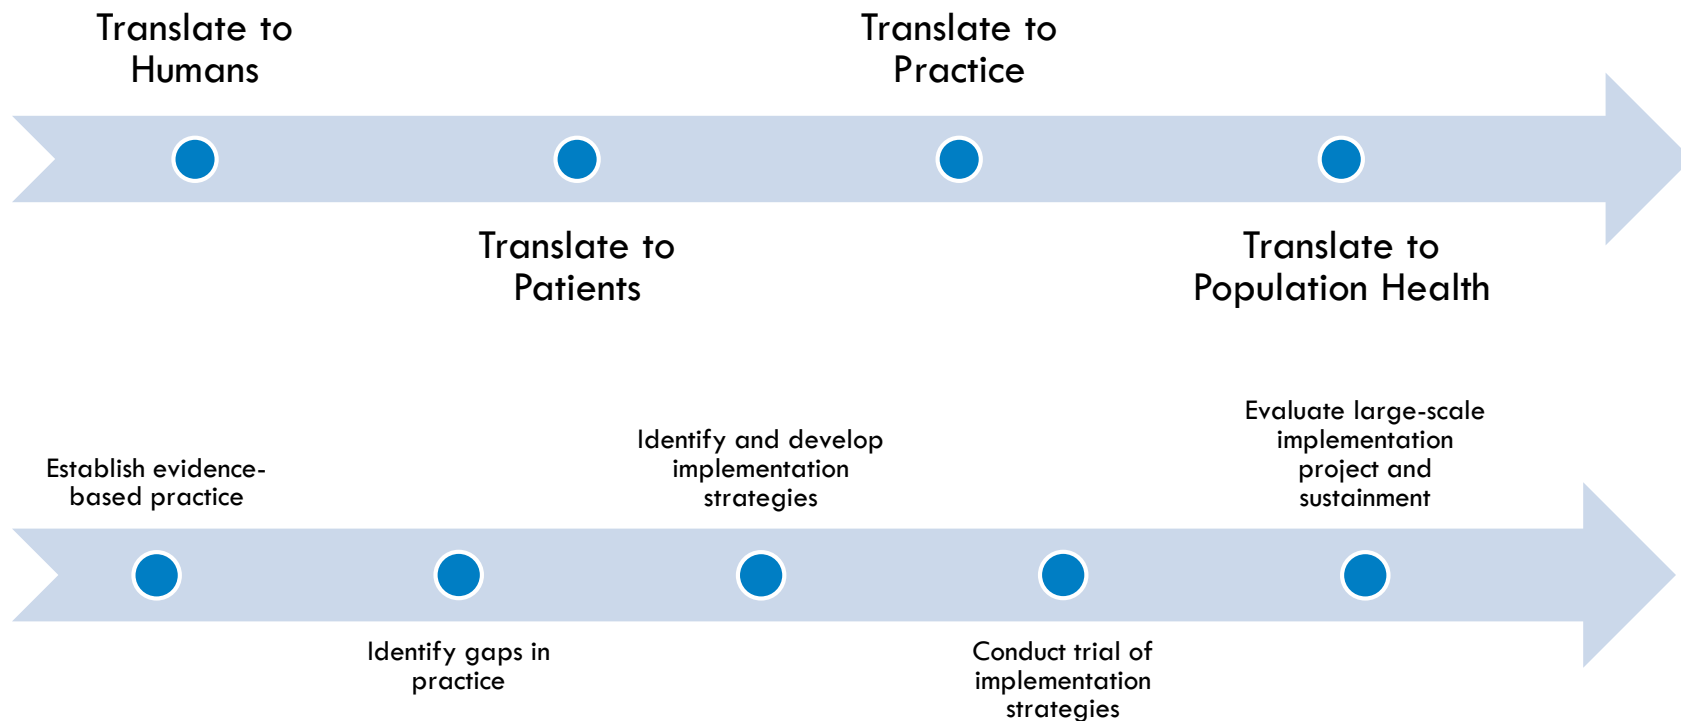 Translate to
Humans
Translate to
Patients
Translate to
Practice
Translate to
Population Health
Establish evidence-
based practice
Identify gaps in
practice
Identify and develop
implementation
strategies
Conduct trial of
implementation
strategies
Evaluate large-scale
implementation
project and
sustainment